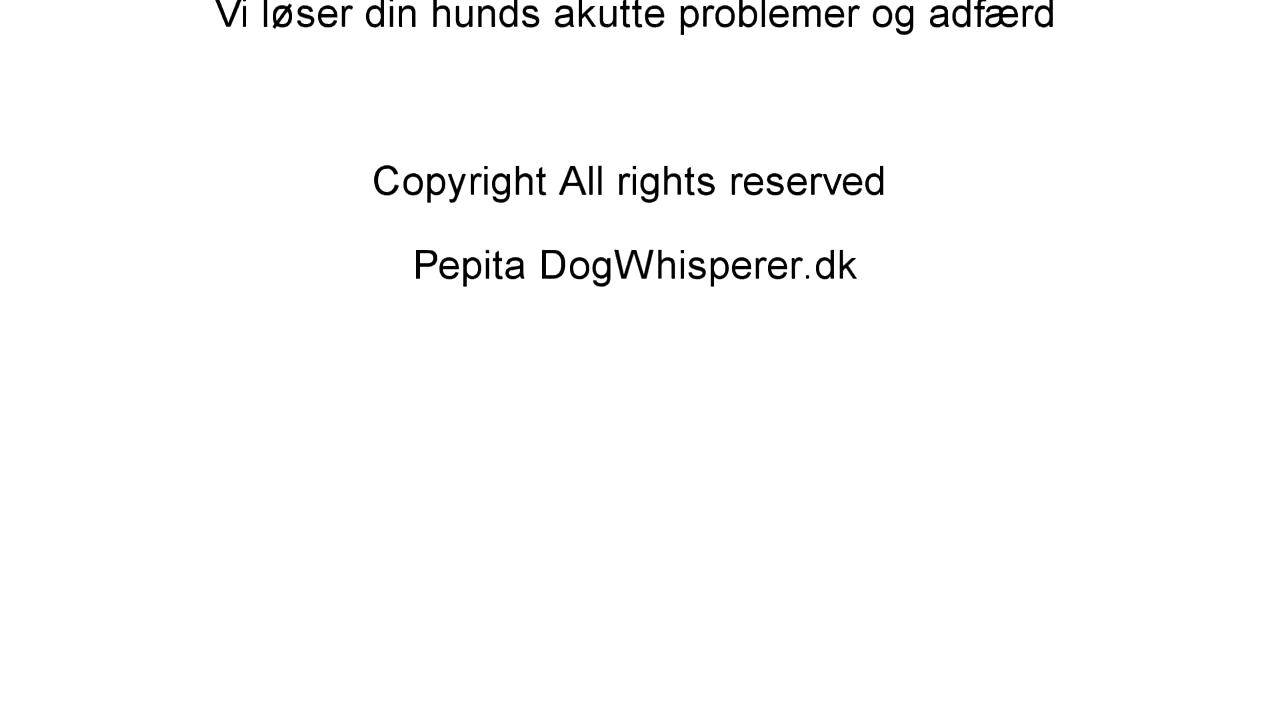 Vi løser din hunds akutte problemer og adfærd
Copyright All rights reserved
Pepita DogWhisperer.dk